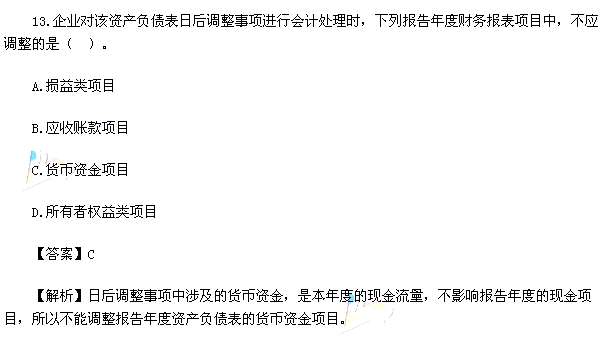 13.企业对该资产负债表日后调整事项进行会计处理时，下列报告年度财务报表项目中，不应
调整的是（　）。
A.损益类项目
B.应收账款项目
C.货币资金项目
D.所有者权益类项目
【答案】C
【解析】日后调整事项中涉及的货币资金，是本年度的现金流量，不影响报告年度的现金项
目，所以不能调整报告年度资产负债表的货币资金项目。